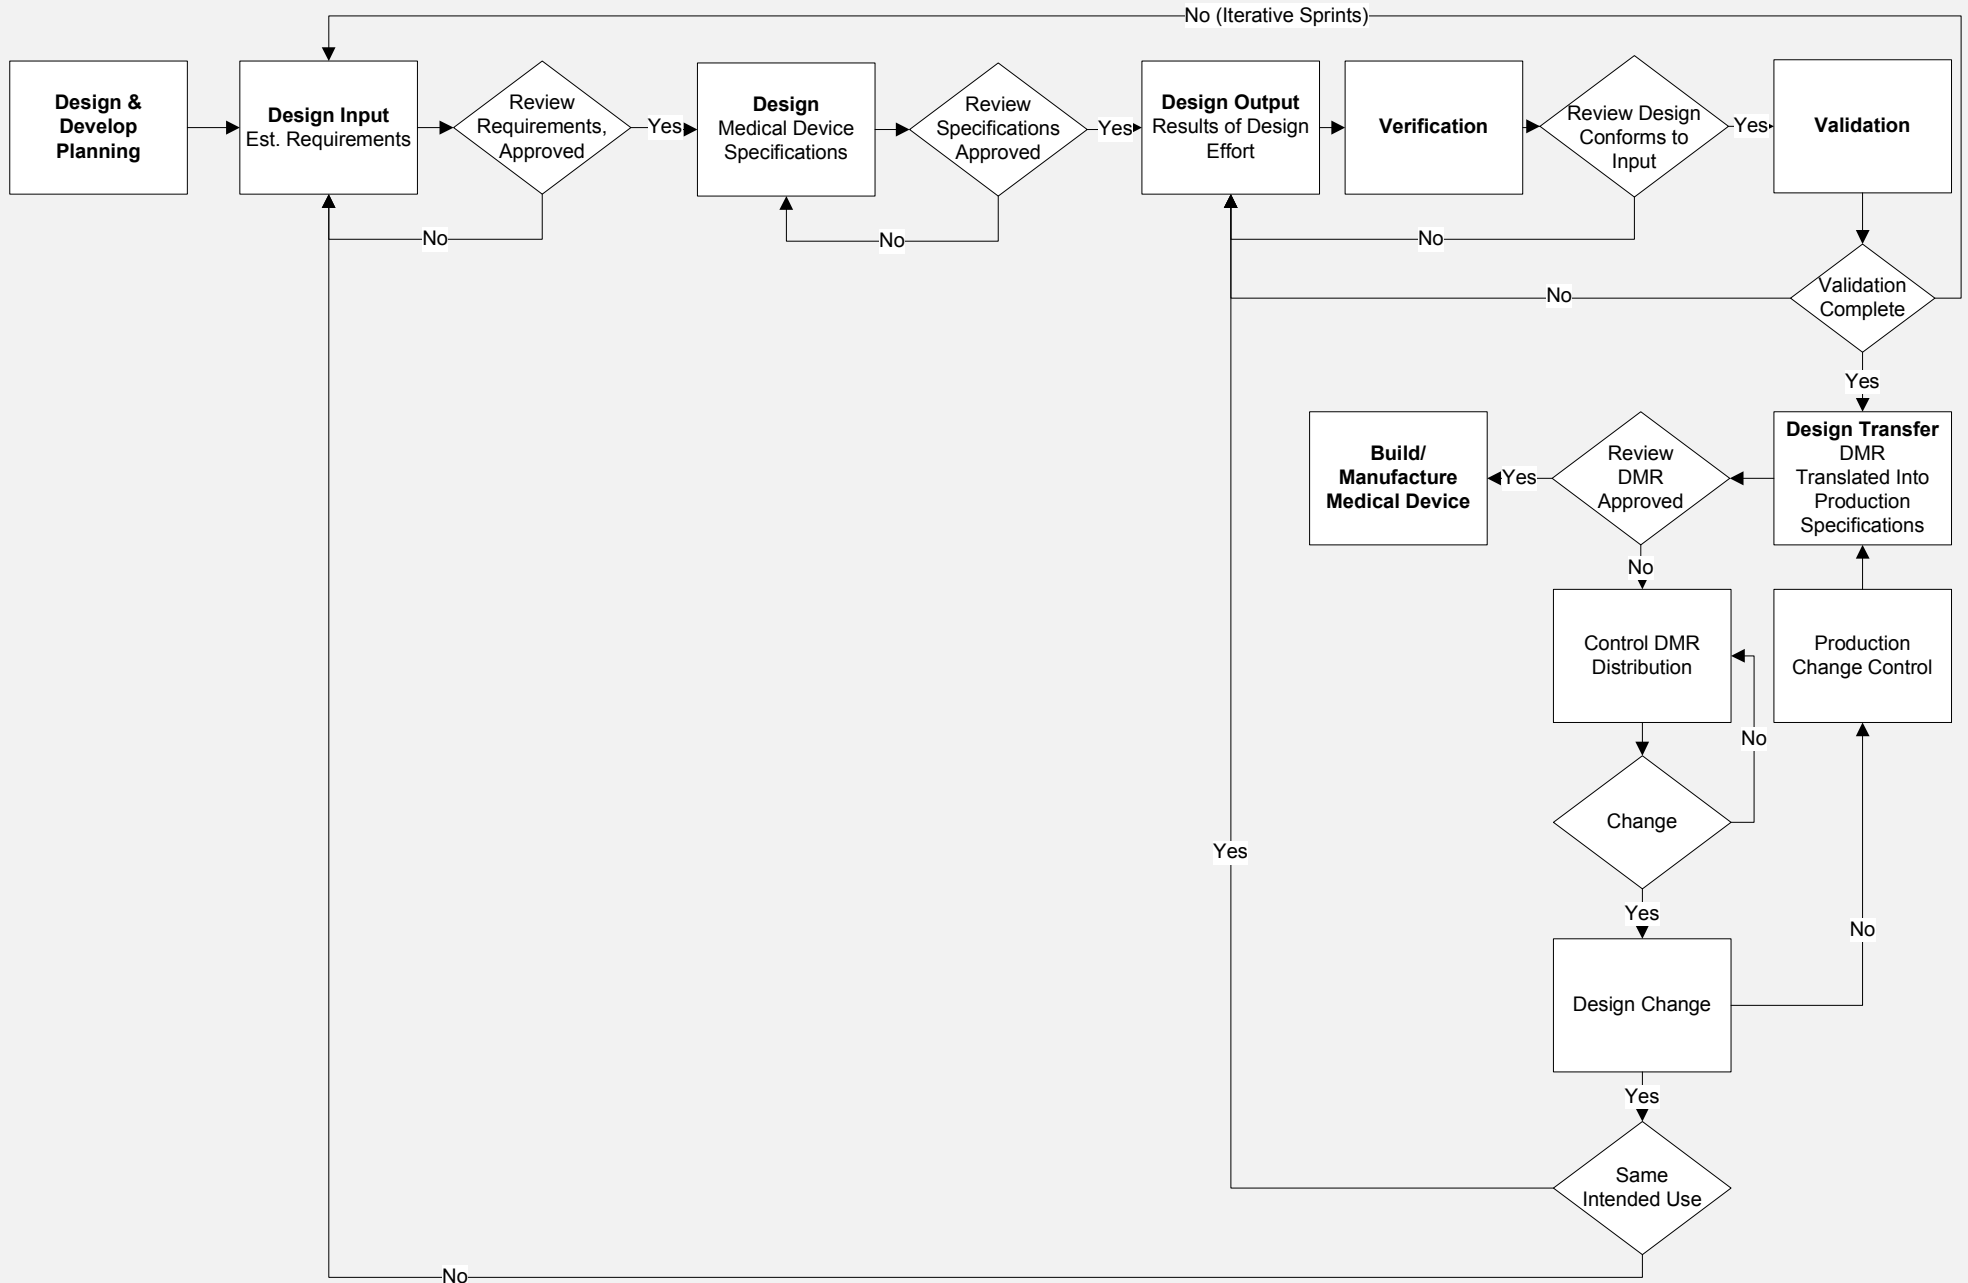 No (Iterative Sprints)
Design &
Develop
Planning
Design Input
Est. Requirements
Review
Requirements,
Approved
Yes
No
Design
Medical Device
Specifications
Review
Specifications
Approved
Yes
No
Design Output
Results of Design
Effort
Verification
Review Design
Conforms to
Input
Yes
No
Validation
Validation
Complete
No
Yes
Design Transfer
DMR
Translated Into
Production
Specifications
Review
DMR
Approved
Yes
Build/
Manufacture
Medical Device
No
Control DMR
Distribution
Production
Change Control
No
Change
Yes
Yes
No
Design Change
Yes
Same
Intended Use
No